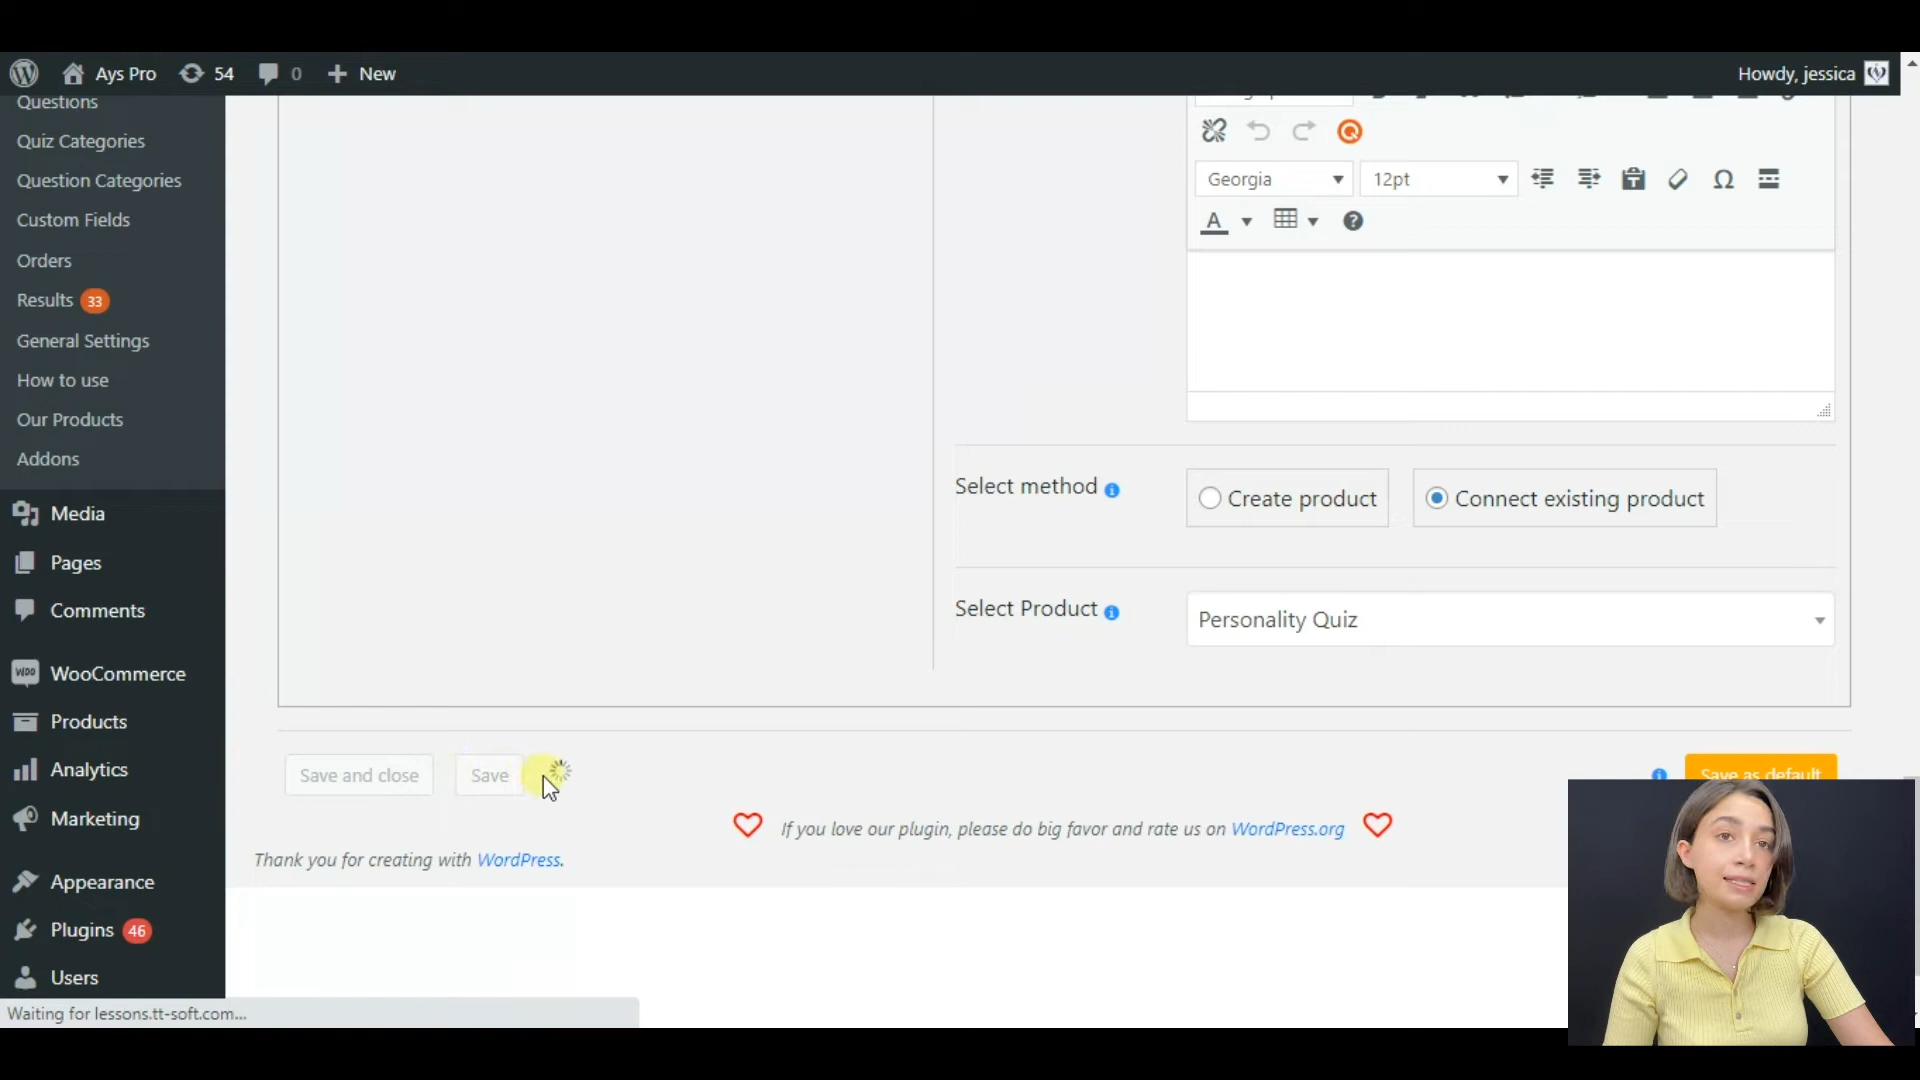 Ays Pro 54 0 New Howdy, jessica
Questions
Quiz Categories
Question Categories
Custom Fields
Orders
Results 33
General Settings
How to use
Our Products
Addons
Media
Pages
Comments
WooCommerce
Products
Analytics
Marketing
Appearance
Plugins 46
Users
Georgia 12pt
A
Select method Create product Connect existing product
Select Product Personality Quiz
Save and close Save Save as default
If you love our plugin, please do big favor and rate us on WordPress.org
Thank you for creating with WordPress.
Waiting for lessons.tt-soft.com...